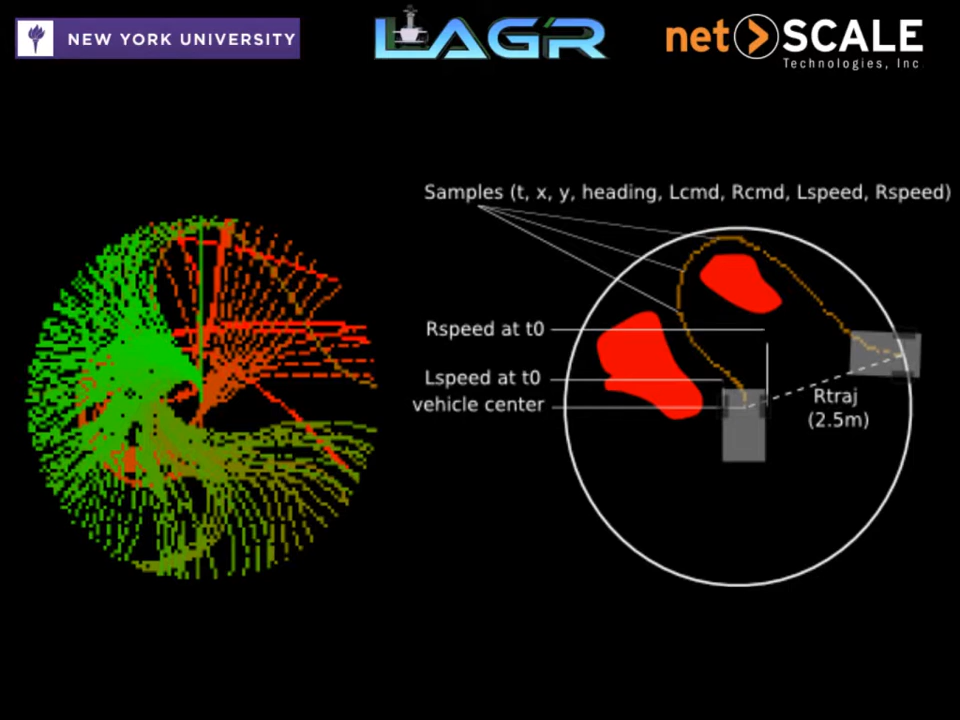 NEW YORK UNIVERSITY
LAGR
net SCALE
Technologies, Inc
Samples (t, x, y, heading, Lcmd, Rcmd, Lspeed, Rspeed)
Rspeed at t0
Lspeed at t0
vehicle center
Rtraj
(2.5m)